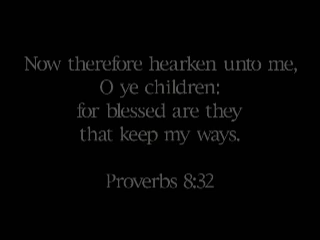 Now therefore hearken unto me,
O ye children:
for blessed are they
that keep my ways.
Proverbs 8:32